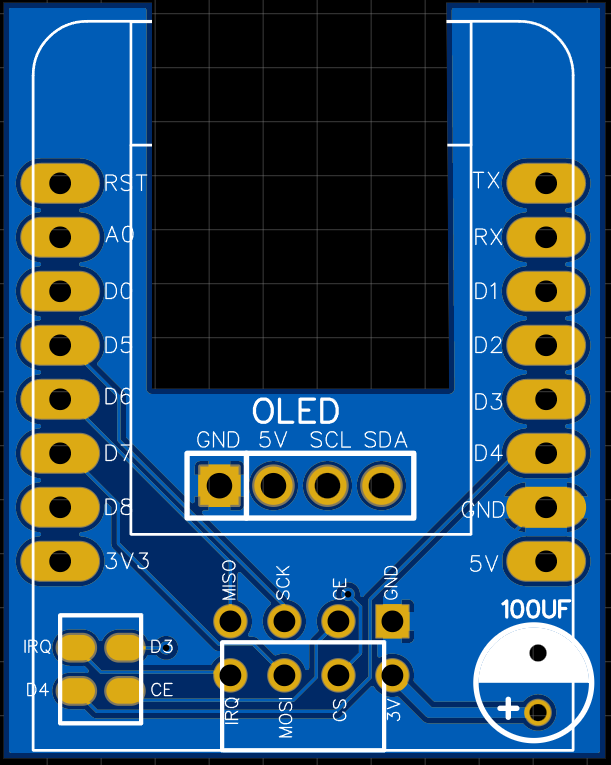 RST TX
A0 RX
D0 D1
D5 D2
D6 D3
OLED
GND 5V SCL SDA
D7 D4
D8 GND
3V3 5V
MISO SCK CE GND
100UF
IRQ D3
D4 CE
IRQ MOSI CS 3V
+